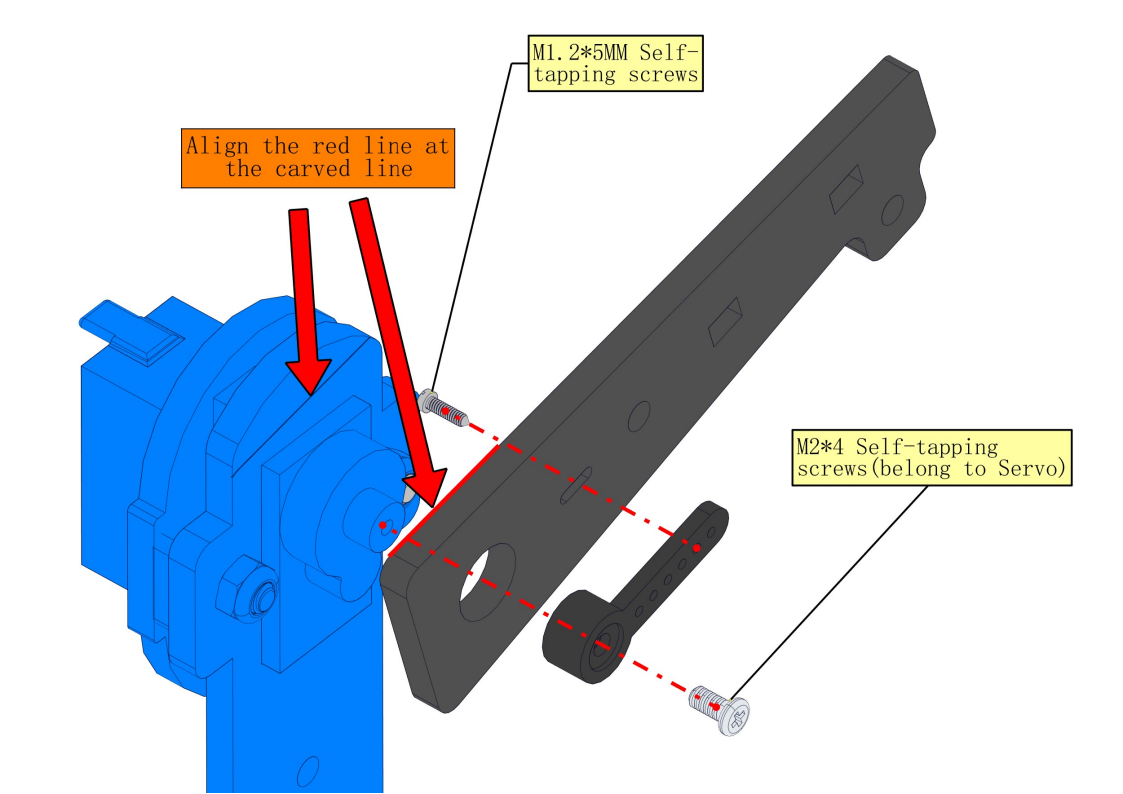 M1.2*5MM Self-
tapping screws
Align the red line at
the carved line
M2*4 Self-tapping
screws(belong to Servo)